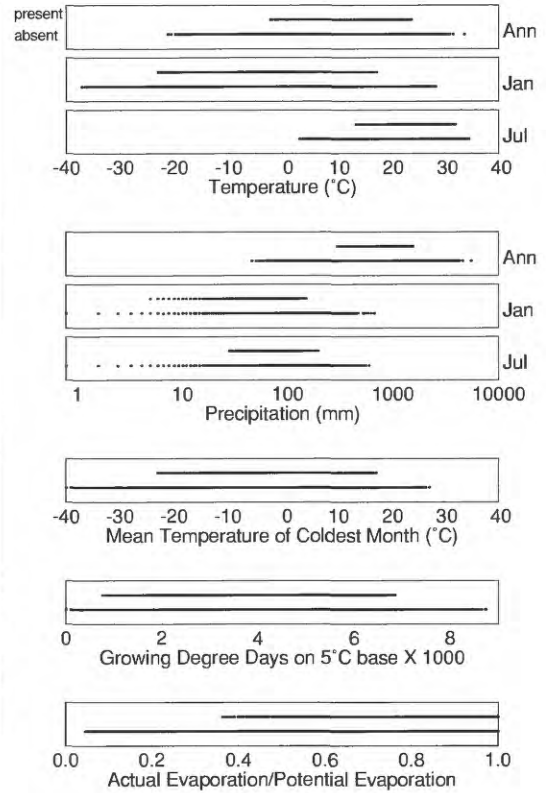 present
absent
Ann
Jan
Jul
-40 -30 -20 -10 0 10 20 30 40
Temperature (˚C)
Ann
Jan
Jul
1 10 100 1000 10000
Precipitation (mm)
-40 -30 -20 -10 0 10 20 30 40
Mean Temperature of Coldest Month (˚C)
0 2 4 6 8
Growing Degree Days on 5˚C base X 1000
0.0 0.2 0.4 0.6 0.8 1.0
Actual Evaporation/Potential Evaporation